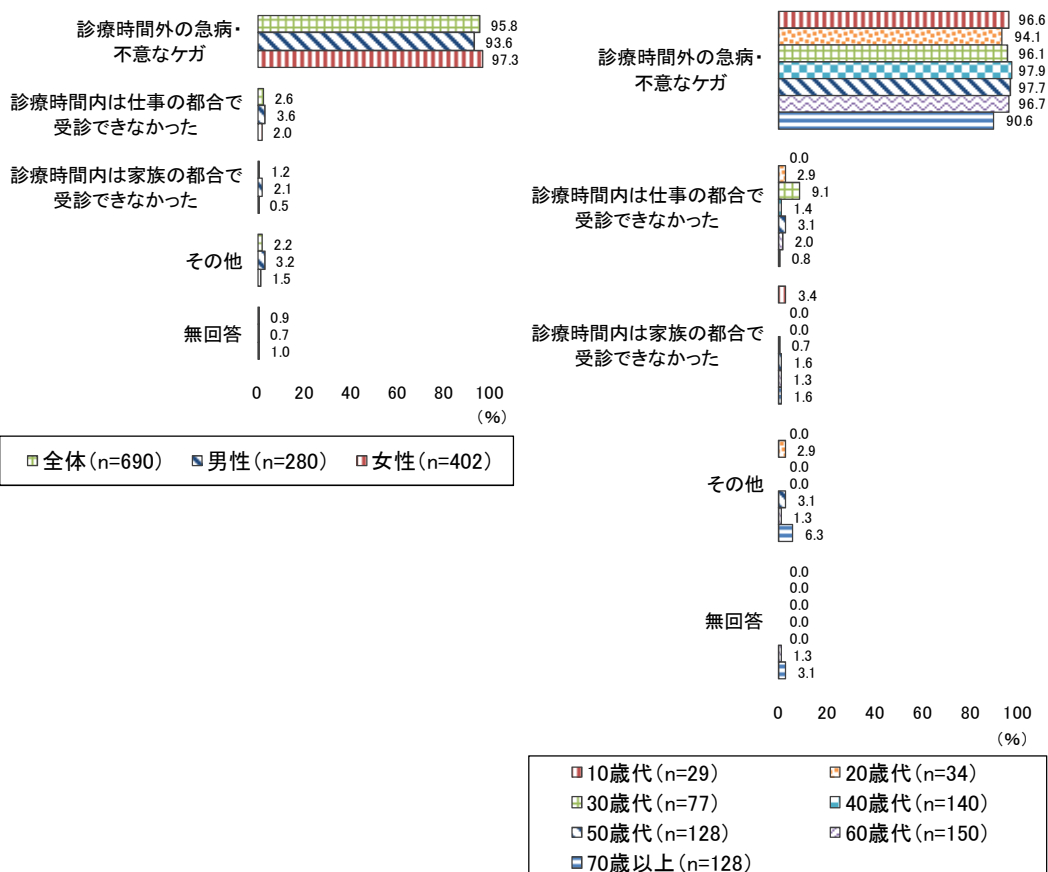 診療時間外の急病・
不意なケガ
95.8
93.6
97.3
診療時間内は仕事の都合で
受診できなかった
2.6
3.6
2.0
診療時間内は家族の都合で
受診できなかった
1.2
2.1
0.5
その他
2.2
3.2
1.5
無回答
0.9
0.7
1.0
0 20 40 60 80 100
(%)
全体(n=690) 男性(n=280) 女性(n=402)
診療時間外の急病・
不意なケガ
96.6
94.1
96.1
97.9
97.7
96.7
90.6
診療時間内は仕事の都合で
受診できなかった
0.0
2.9
9.1
1.4
3.1
2.0
0.8
診療時間内は家族の都合で
受診できなかった
3.4
0.0
0.0
0.7
1.6
1.3
1.6
その他
0.0
2.9
0.0
0.0
3.1
1.3
6.3
無回答
0.0
0.0
0.0
0.0
0.0
1.3
3.1
0 20 40 60 80 100
(%)
10歳代(n=29) 20歳代(n=34)
30歳代(n=77) 40歳代(n=140)
50歳代(n=128) 60歳代(n=150)
70歳以上(n=128)